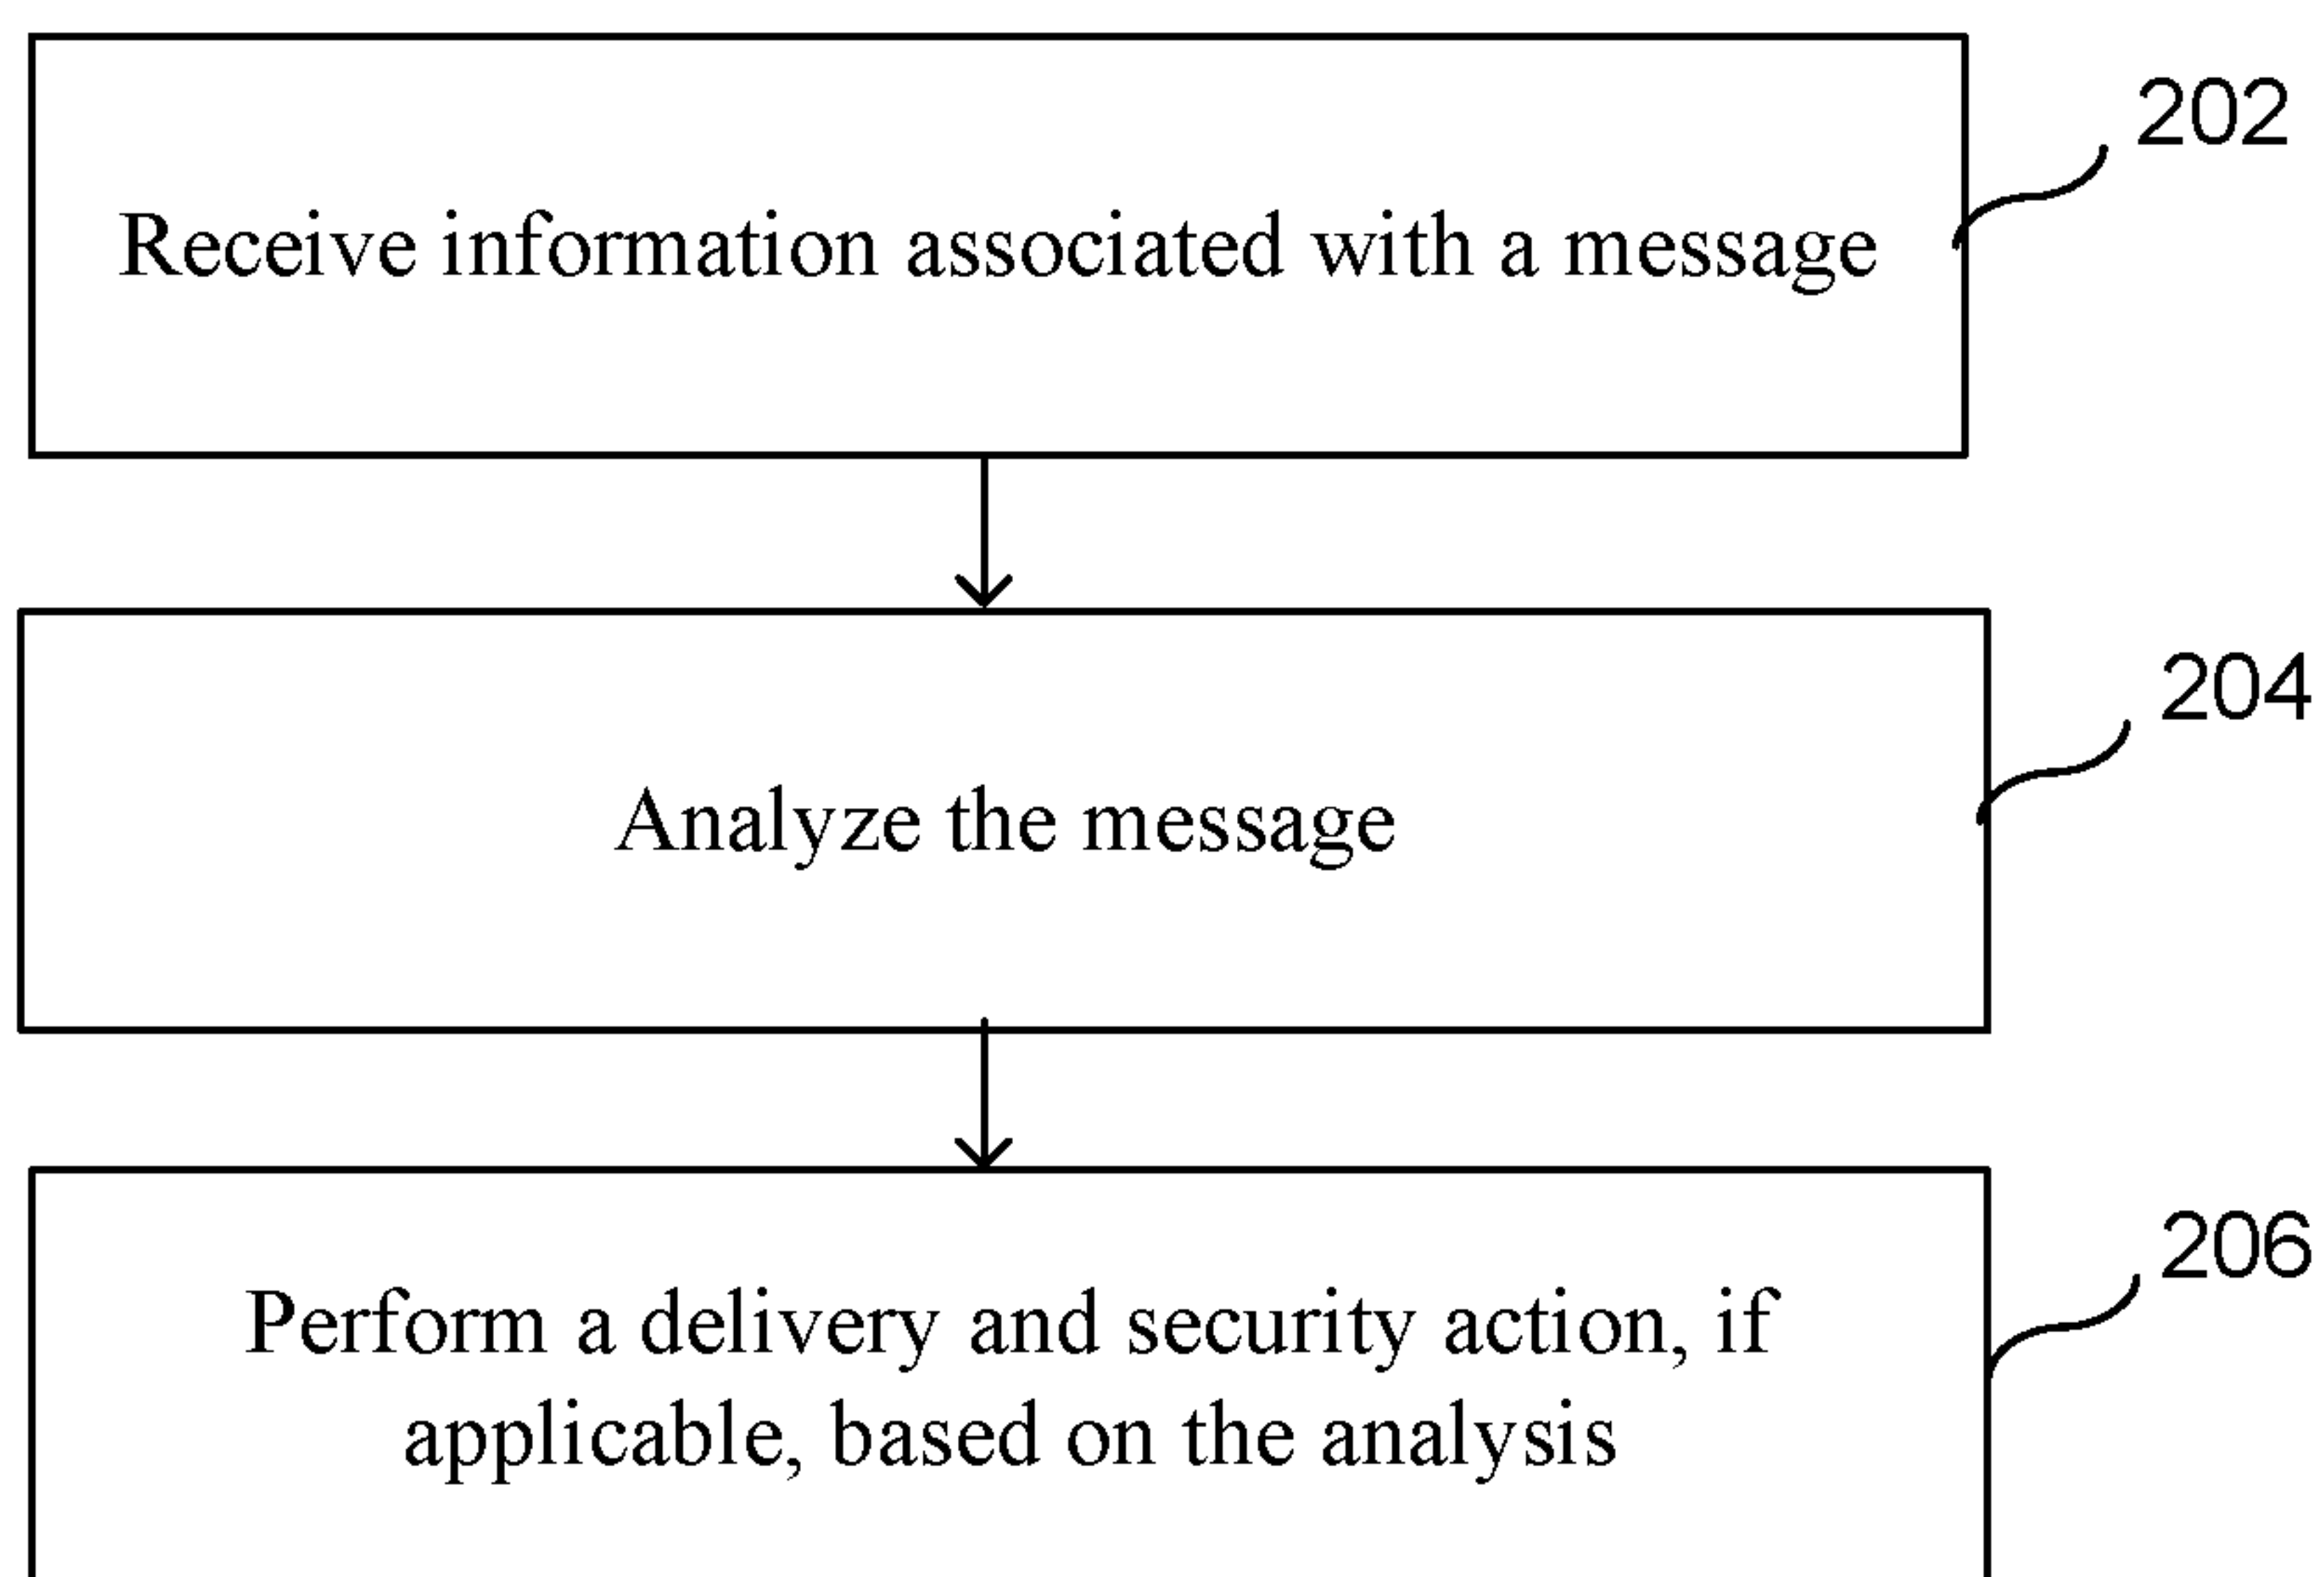 202
Receive information associated with a message
204
Analyze the message
206
Perform a delivery and security action, if
applicable, based on the analysis